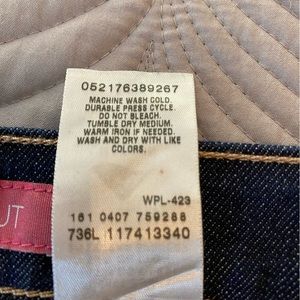 052176389267
MACHINE WASH COLD.
DURABLE PRESS CYCLE.
DO NOT BLEACH.
TUMBLE DRY MEDIUM.
WARM IRON IF NEEDED.
WASH AND DRY WITH LIKE
COLORS.
WPL-423
161 0407 759288
736L 117413340
UT